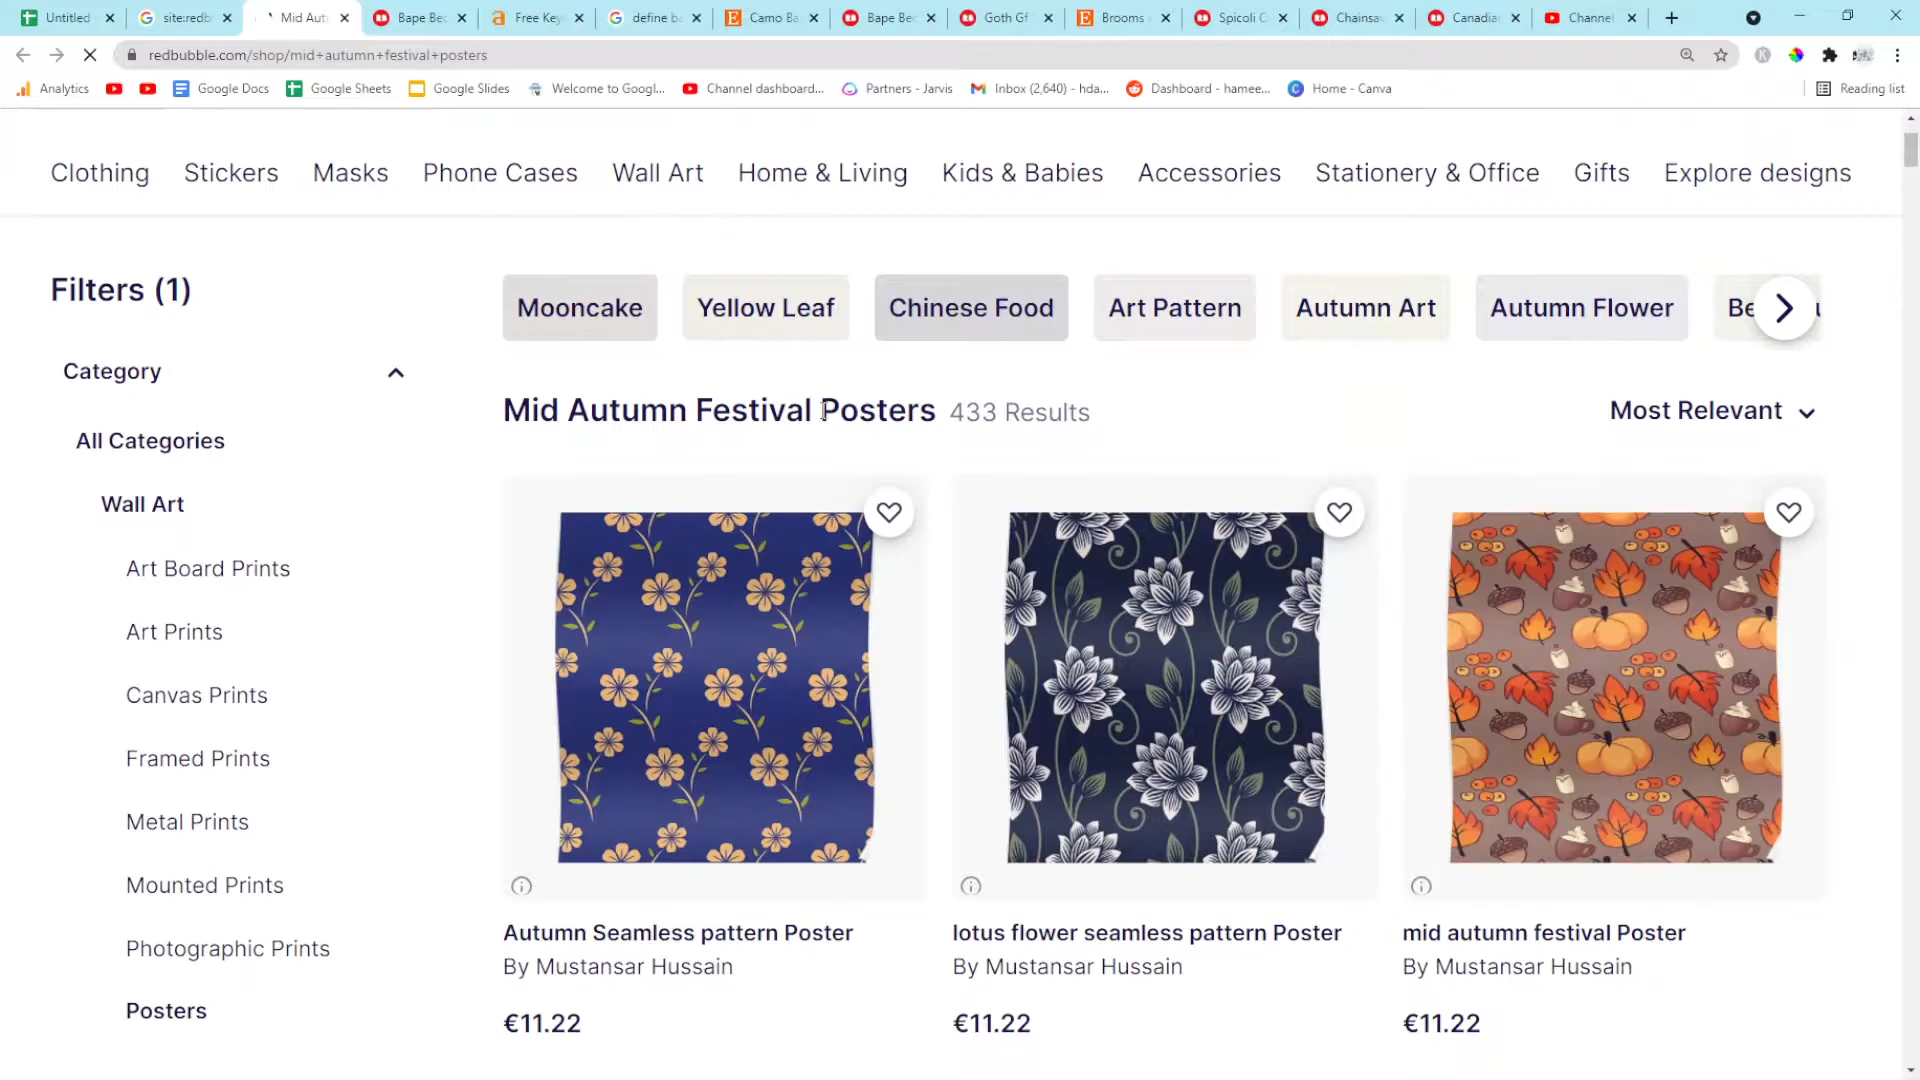 Untitled
site:redb
Mid Aut
Bape Bec
Free Key
define b
Camo Ba
Bape Bec
Goth Gf
Brooms
Spicoli C
Chainsa
Canadia
Channel
redbubble.com/shop/mid+autumn+festival+posters
Analytics
Google Docs
Google Sheets
Google Slides
Welcome to Googl...
Channel dashboard...
Partners - Jarvis
Inbox (2,640) - hda...
Dashboard - hamee...
Home - Canva
Reading list
Clothing Stickers Masks Phone Cases Wall Art Home & Living Kids & Babies Accessories Stationery & Office Gifts Explore designs
Filters (1)
Category
All Categories
Wall Art
Art Board Prints
Art Prints
Canvas Prints
Framed Prints
Metal Prints
Mounted Prints
Photographic Prints
Posters
Mooncake Yellow Leaf Chinese Food Art Pattern Autumn Art Autumn Flower
Mid Autumn Festival Posters 433 Results
Most Relevant
Autumn Seamless pattern Poster
By Mustansar Hussain
€11.22
lotus flower seamless pattern Poster
By Mustansar Hussain
€11.22
mid autumn festival Poster
By Mustansar Hussain
€11.22